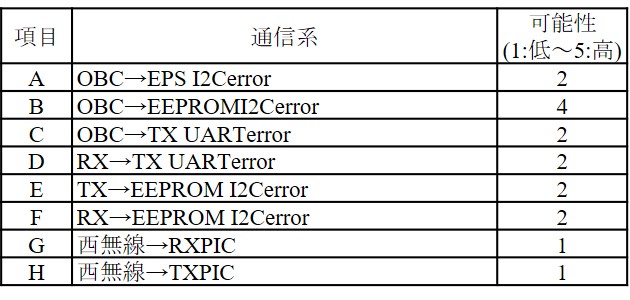 項目 通信系 可能性
(1:低～5:高)
A OBC→EPS I2Cerror 2
B OBC→EEPROMI2Cerror 4
C OBC→TX UARTerror 2
D RX→TX UARTerror 2
E TX→EEPROM I2Cerror 2
F RX→EEPROM I2Cerror 2
G 西無線→RXPIC 1
H 西無線→TXPIC 1